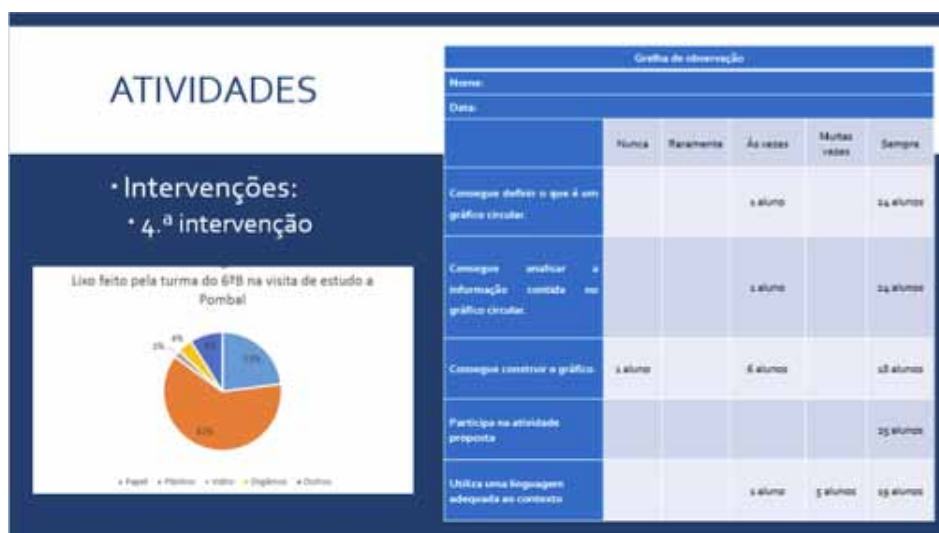 ATIVIDADES
• Intervenções:
• 4.ª intervenção
Lixo feito pela turma do 6ºB na visita de estudo a
Pombal
4%
Papel Plástico Vidro Orgânico Outros
Grelha de observação
Nome:
Data:
Nunca Raramente Às vezes Muitas vezes Sempre
Consegue definir o que é um
gráfico circular.
1 aluno 24 alunos
Consegue analisar a
informação contida no
gráfico circular.
1 aluno 24 alunos
Consegue construir o gráfico.
1 aluno 6 alunos 18 alunos
Participa na atividade
proposta
25 alunos
Utiliza uma linguagem
adequada ao contexto
1 aluno 5 alunos 19 alunos